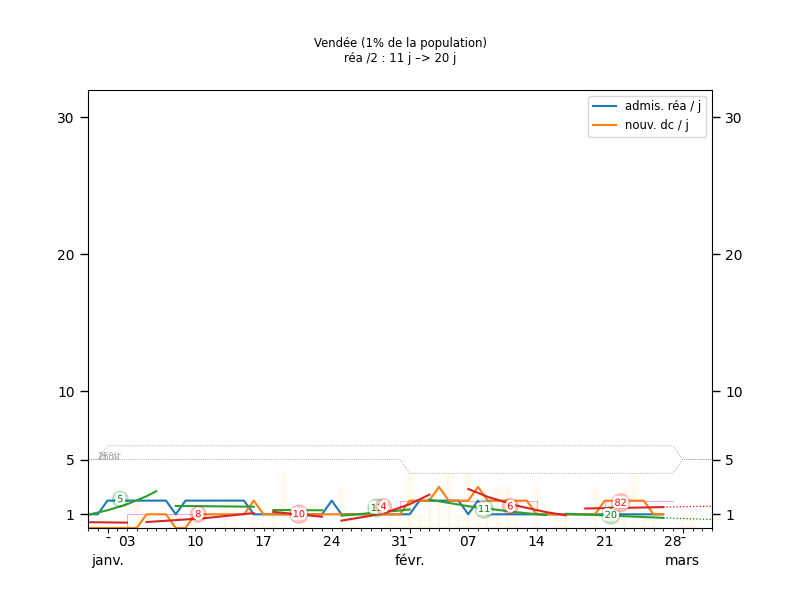 Vendée (1% de la population)
réa /2 : 11 j –> 20 j
admis. réa / j
nouv. dc / j
30 30
20 20
10 10
5 5
1 1
5 8 10 4 11 6 20 82
03 10 17 24 31 07 14 21 28
janv. févr. mars